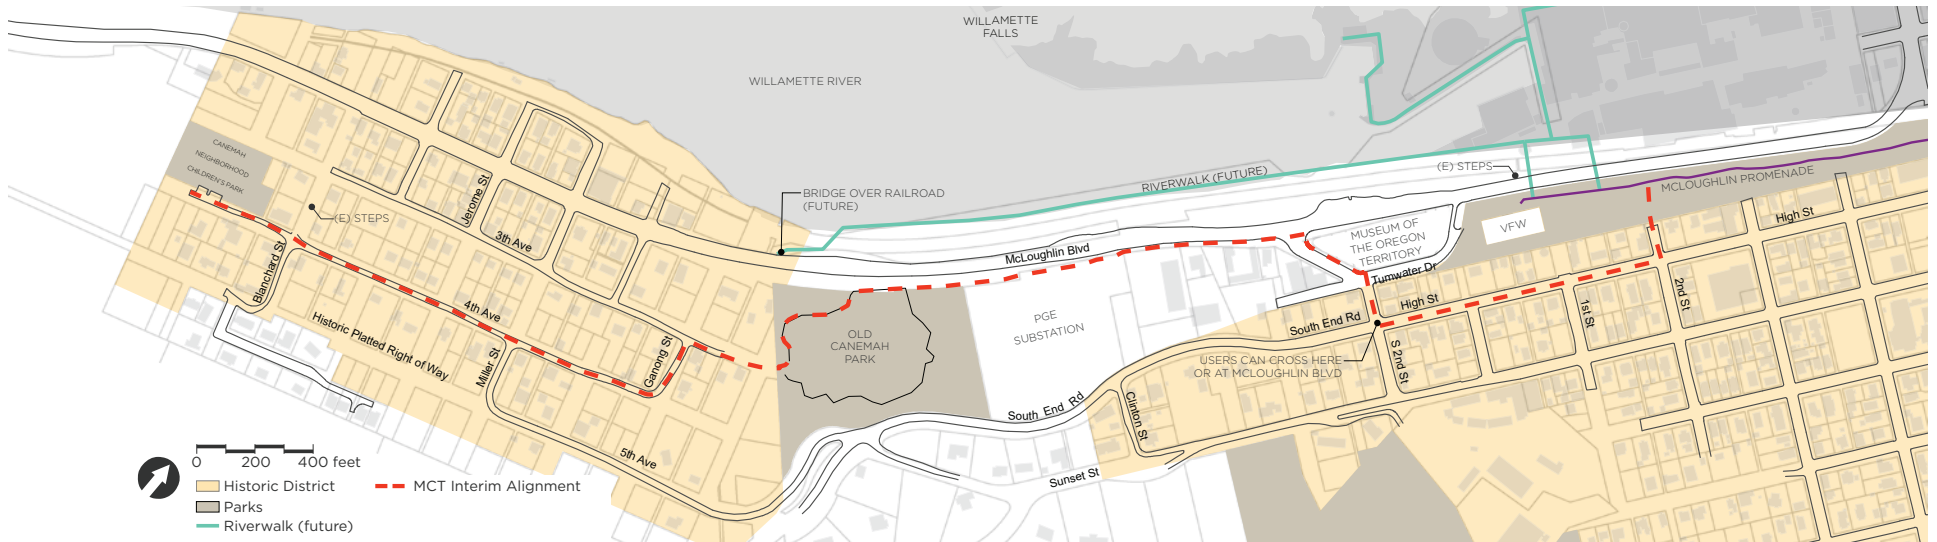 WILLAMETTE
FALLS
WILLAMETTE RIVER
CANEMAH
NEIGHBORHOOD
CHILDREN'S PARK
(E) STEPS
Jerome St
3th Ave
BRIDGE OVER RAILROAD
(FUTURE)
RIVERWALK (FUTURE)
(E) STEPS
MCLOUGHLIN PROMENADE
VFW
High St
MUSEUM OF
THE OREGON
TERRITORY
McLoughlin Blvd
Tumwater Dr
High St
2nd St
1st St
Blanchard St
4th Ave
Historic Platted Right of Way
Miller St
Ganong St
OLD
CANEMAH
PARK
PGE
SUBSTATION
South End Rd
USERS CAN CROSS HERE
OR AT MCLOUGHLIN BLVD
S 2nd St
South End Rd
Clinton St
5th Ave
Sunset St
0 200 400 feet
Historic District
MCT Interim Alignment
Parks
Riverwalk (future)